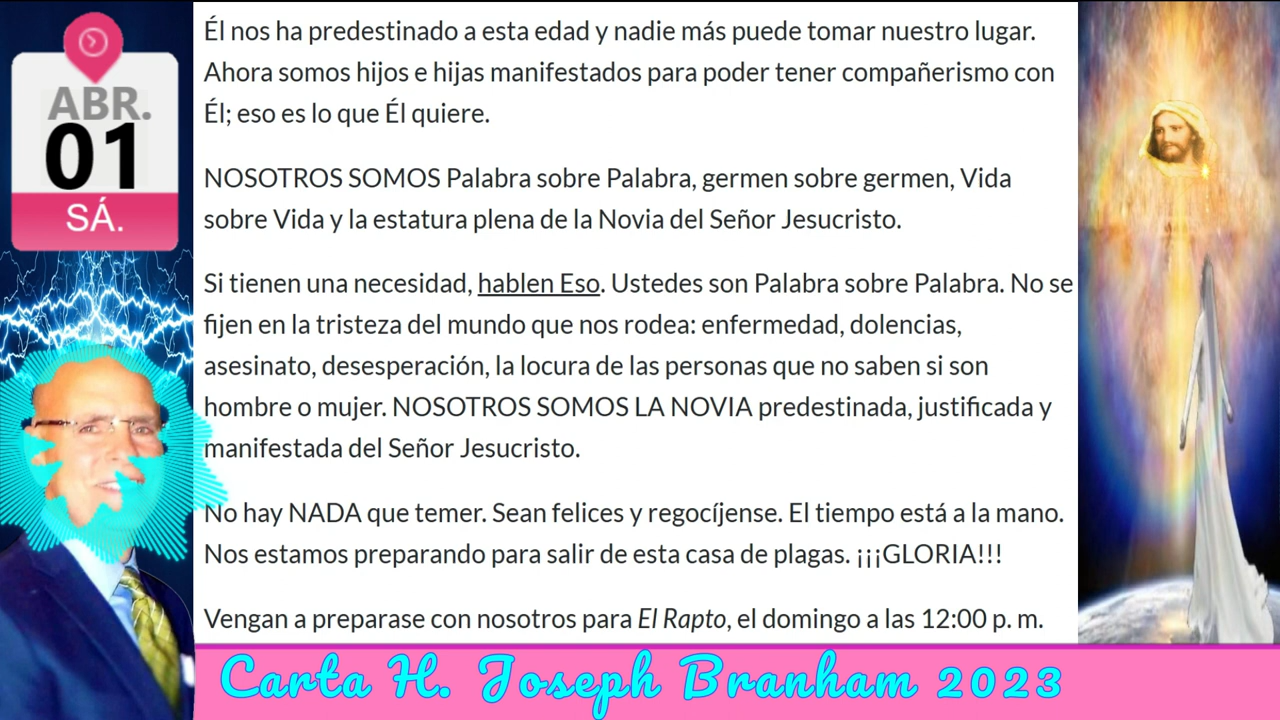 ABR.
01
SÁ.
Él nos ha predestinado a esta edad y nadie más puede tomar nuestro lugar.
Ahora somos hijos e hijas manifestados para poder tener compañerismo con
Él; eso es lo que Él quiere.
NOSOTROS SOMOS Palabra sobre Palabra, germen sobre germen, Vida
sobre Vida y la estatura plena de la Novia del Señor Jesucristo.
Si tienen una necesidad, hablen Eso. Ustedes son Palabra sobre Palabra. No se
fijen en la tristeza del mundo que nos rodea: enfermedad, dolencias,
asesinato, desesperación, la locura de las personas que no saben si son
hombre o mujer. NOSOTROS SOMOS LA NOVIA predestinada, justificada y
manifestada del Señor Jesucristo.
No hay NADA que temer. Sean felices y regocíjense. El tiempo está a la mano.
Nos estamos preparando para salir de esta casa de plagas. ¡¡¡GLORIA!!!
Vengan a preparase con nosotros para El Rapto, el domingo a las 12:00 p. m.
Carta H. Joseph Branham 2023